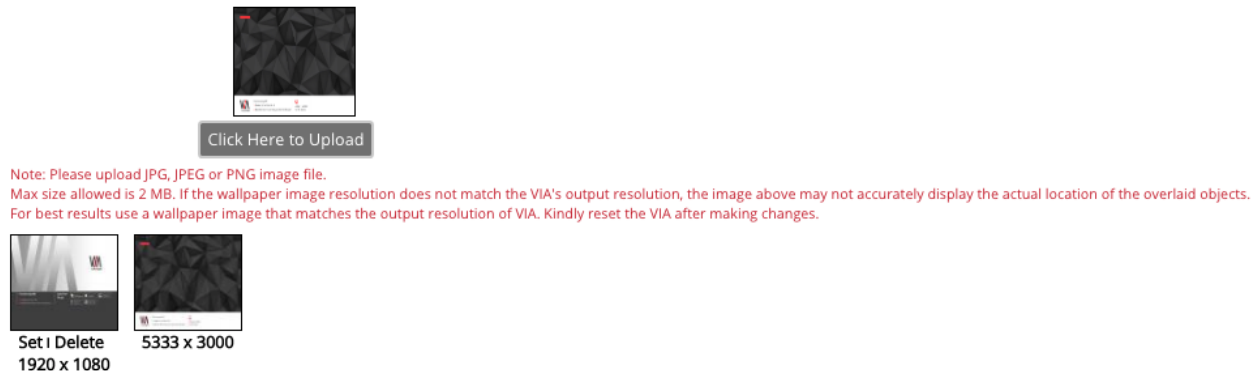 Click Here to Upload
Note: Please upload JPG, JPEG or PNG image file.
Max size allowed is 2 MB. If the wallpaper image resolution does not match the VIA's output resolution, the image above may not accurately display the actual location of the overlaid objects.
For best results use a wallpaper image that matches the output resolution of VIA. Kindly reset the VIA after making changes.
VIA
Set | Delete
5333 x 3000
1920 x 1080